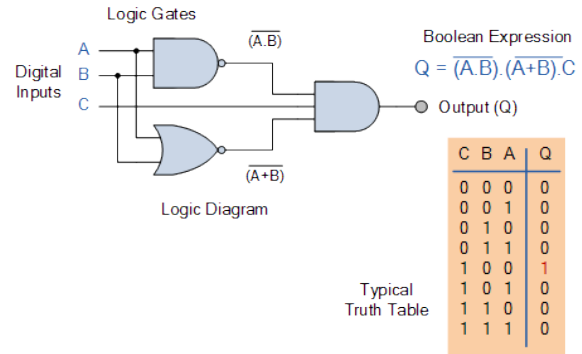 Logic Gates
A
B
C
Digital
Inputs
(A.B)̅
(A+B)̅
Logic Diagram
Boolean Expression
Q = (A.B)̅.(A+B)̅.C
Output (Q)
C B A Q
0 0 0 0
0 0 1 0
0 1 0 0
0 1 1 0
1 0 0 1
1 0 1 0
1 1 0 0
1 1 1 0
Typical
Truth Table